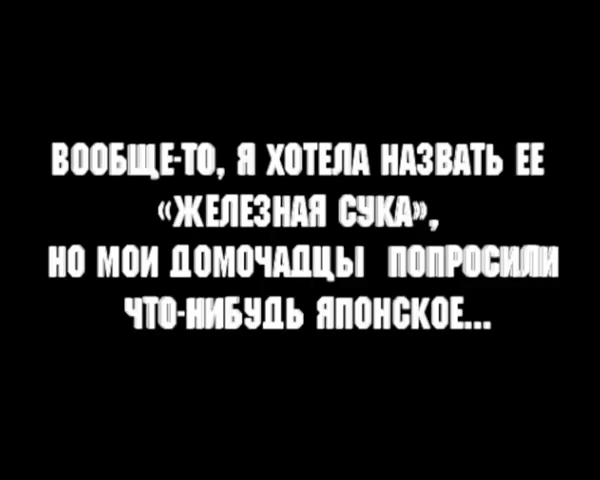 ВООБЩЕ-ТО, Я ХОТЕЛА НАЗВАТЬ ЕЕ
«ЖЕЛЕЗНАЯ СУКА»,
НО МОИ ДОМОЧАДЦЫ ПОПРОСИЛИ
ЧТО-НИБУДЬ ЯПОНСКОЕ...